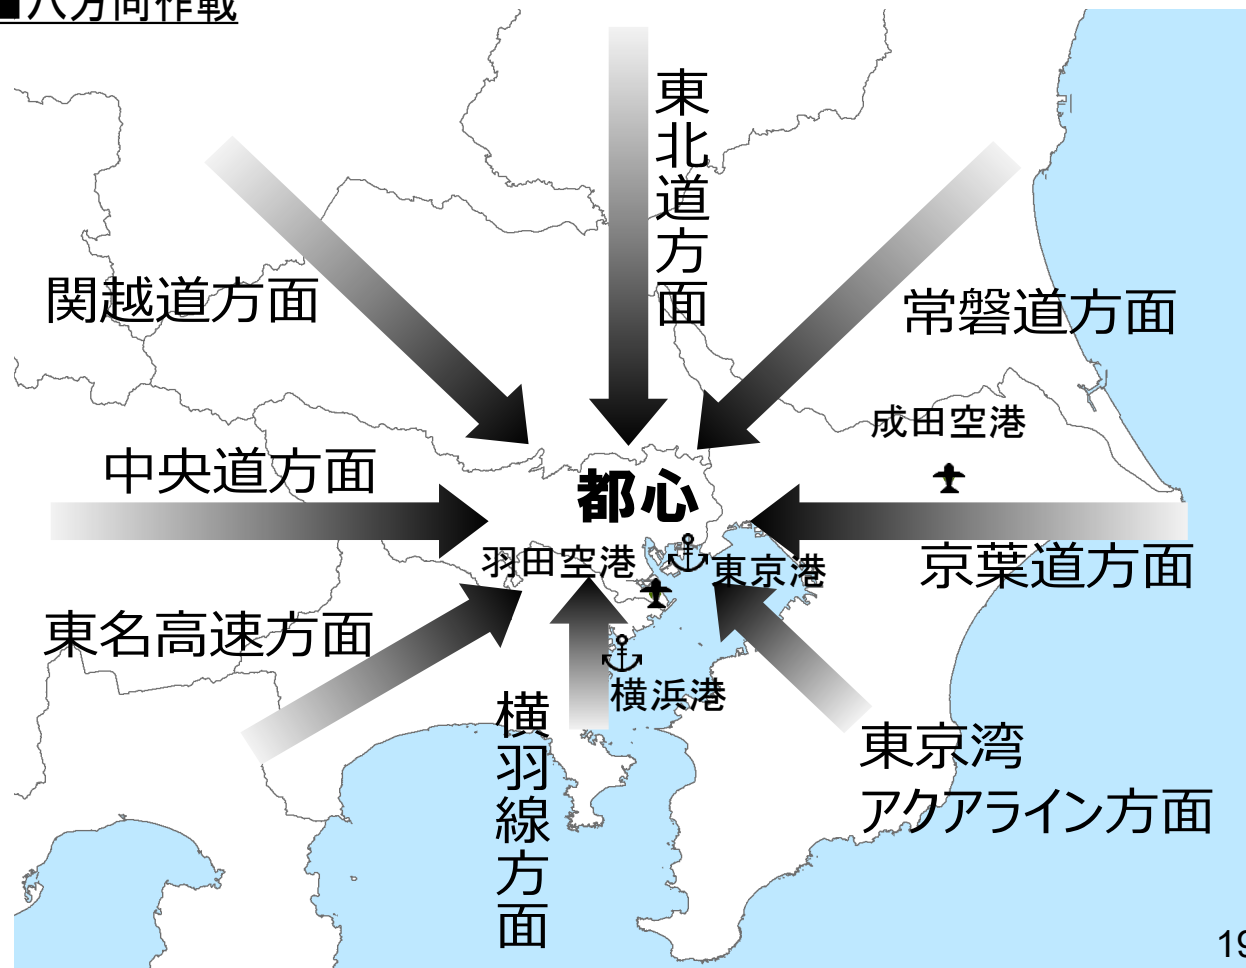 ■八方向作戦
東北道方面
関越道方面
常磐道方面
成田空港
中央道方面
都心
羽田空港
東京港
京葉道方面
東名高速方面
横浜港
横羽線方面
東京湾
アクアライン方面
19